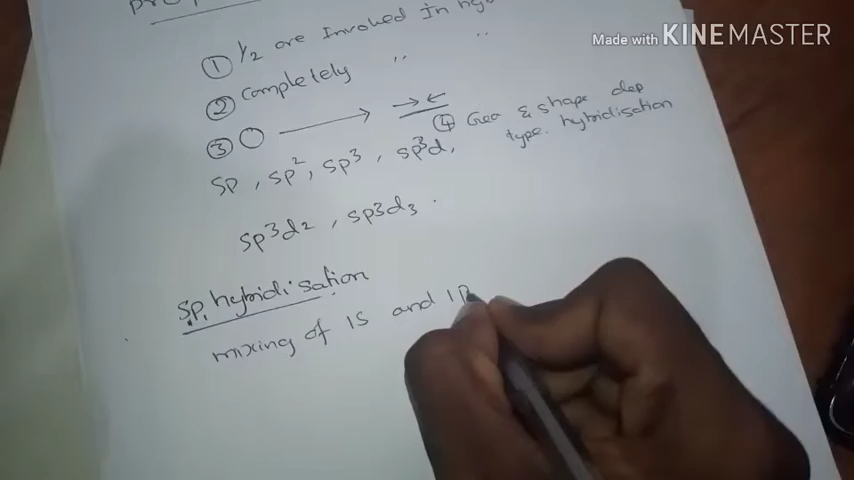 Made with KINEMASTER
① 1/2 are Involved In
② Completely " "
③ ○ ⟶ →←
④ Geo & shape dep
type hybridisation
sp, sp², sp³, sp³d,
sp³d2, sp3d3.
sp hybridisation
mixing of 1S and 1P